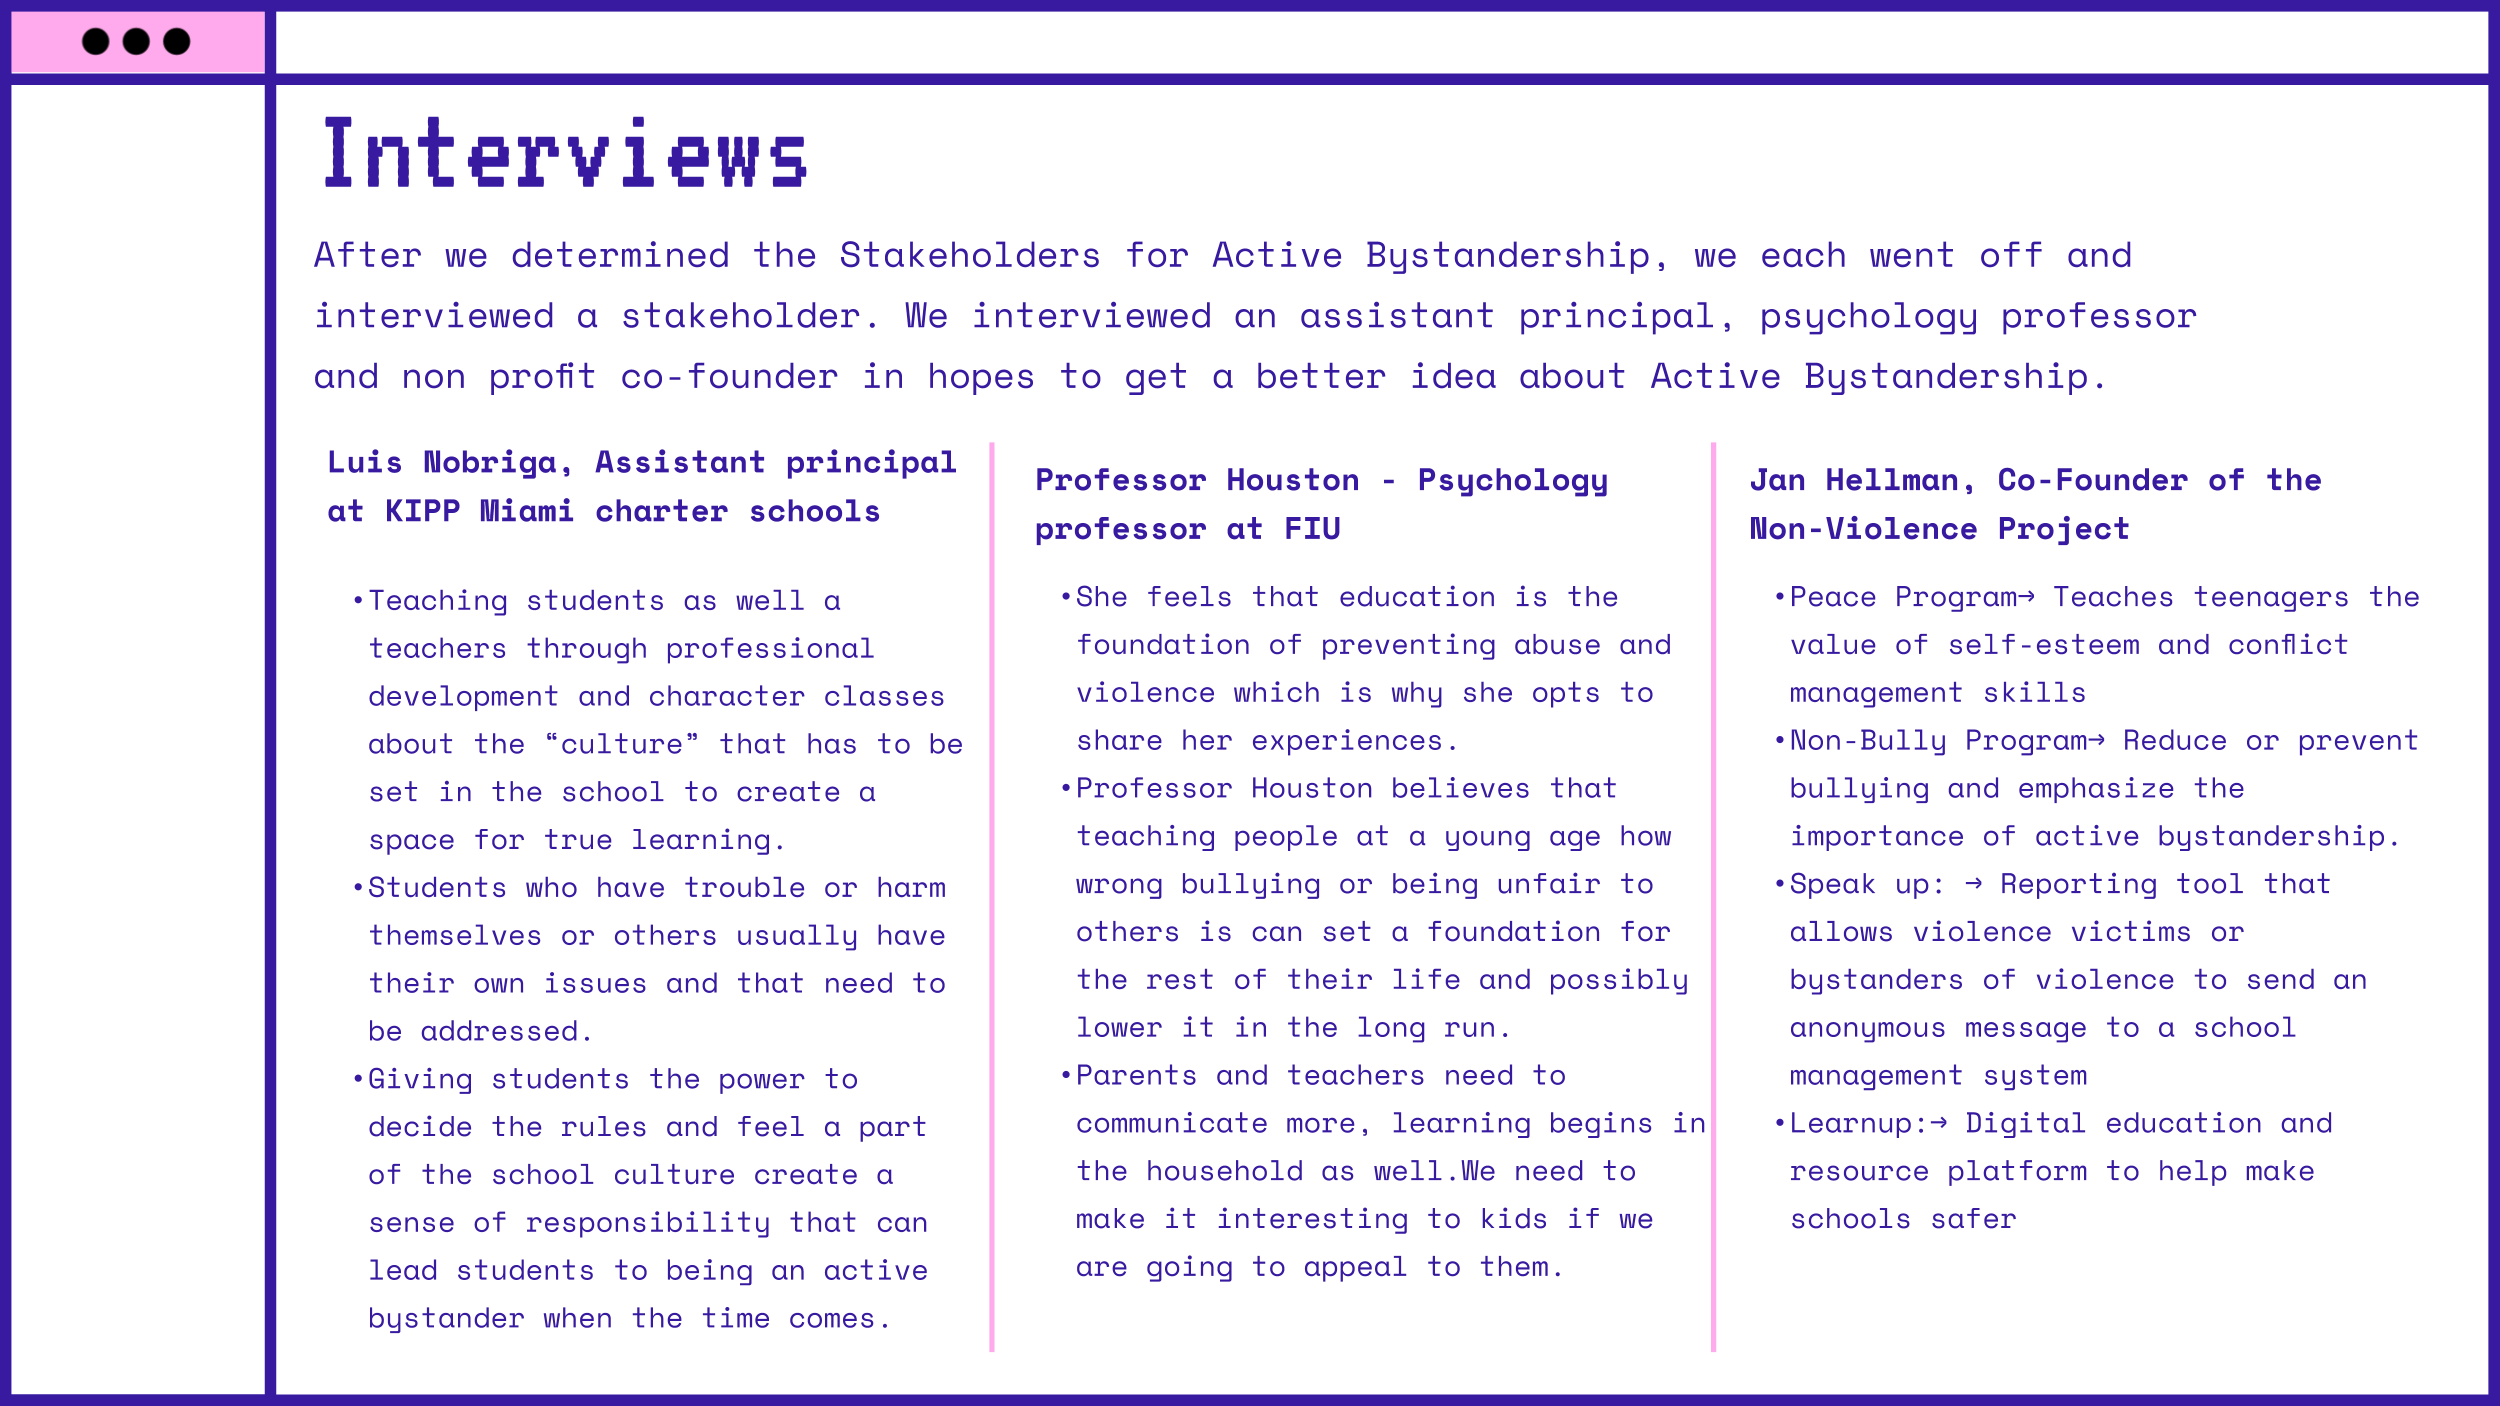 Interviews
After we determined the Stakeholders for Active Bystandership, we each went off and
interviewed a stakeholder. We interviewed an assistant principal, psychology professor
and non profit co-founder in hopes to get a better idea about Active Bystandership.
Luis Nobriga, Assistant principal
at KIPP Miami charter schools
•Teaching students as well a
teachers through professional
development and character classes
about the “culture” that has to be
set in the school to create a
space for true learning.
•Students who have trouble or harm
themselves or others usually have
their own issues and that need to
be addressed.
•Giving students the power to
decide the rules and feel a part
of the school culture create a
sense of responsibility that can
lead students to being an active
bystander when the time comes.
Professor Houston - Psychology
professor at FIU
•She feels that education is the
foundation of preventing abuse and
violence which is why she opts to
share her experiences.
•Professor Houston believes that
teaching people at a young age how
wrong bullying or being unfair to
others is can set a foundation for
the rest of their life and possibly
lower it in the long run.
•Parents and teachers need to
communicate more, learning begins in
the household as well.We need to
make it interesting to kids if we
are going to appeal to them.
Jan Hellman, Co-Founder of the
Non-Violence Project
•Peace Program→ Teaches teenagers the
value of self-esteem and conflict
management skills
•Non-Bully Program→ Reduce or prevent
bullying and emphasize the
importance of active bystandership.
•Speak up: → Reporting tool that
allows violence victims or
bystanders of violence to send an
anonymous message to a school
management system
•Learnup:→ Digital education and
resource platform to help make
schools safer